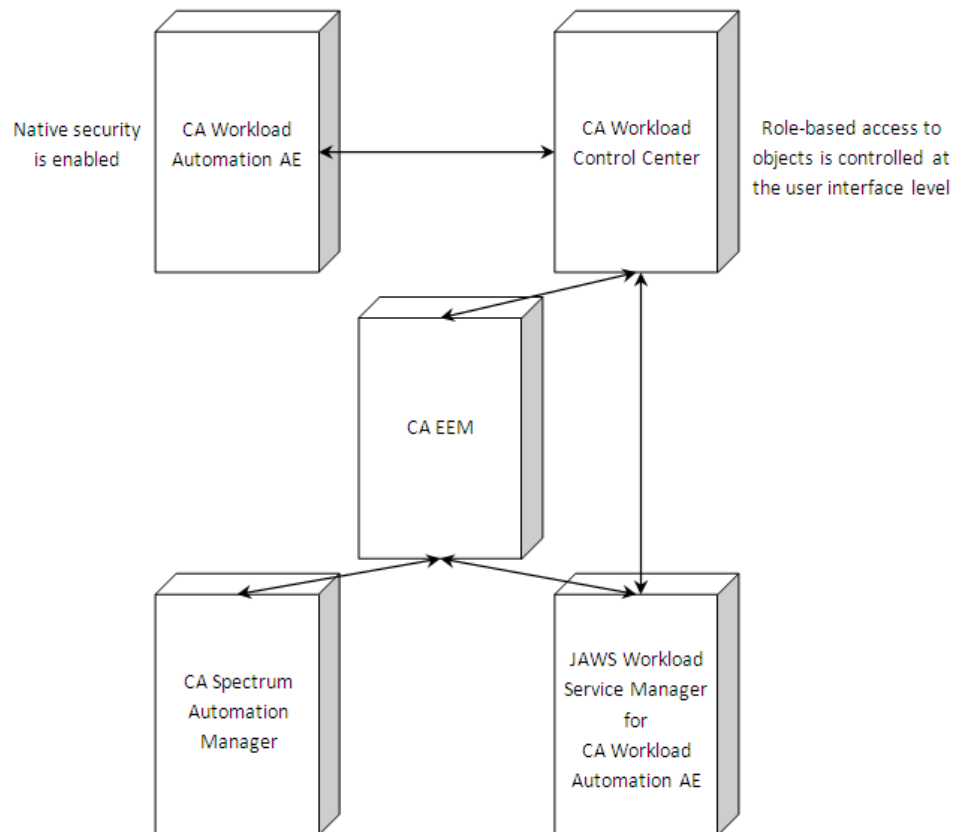 Native security
is enabled
CA Workload
Automation AE
CA Workload
Control Center
Role-based access to
objects is controlled at
the user interface level
CA EEM
CA Spectrum
Automation
Manager
JAWS Workload
Service Manager
for
CA Workload
Automation AE